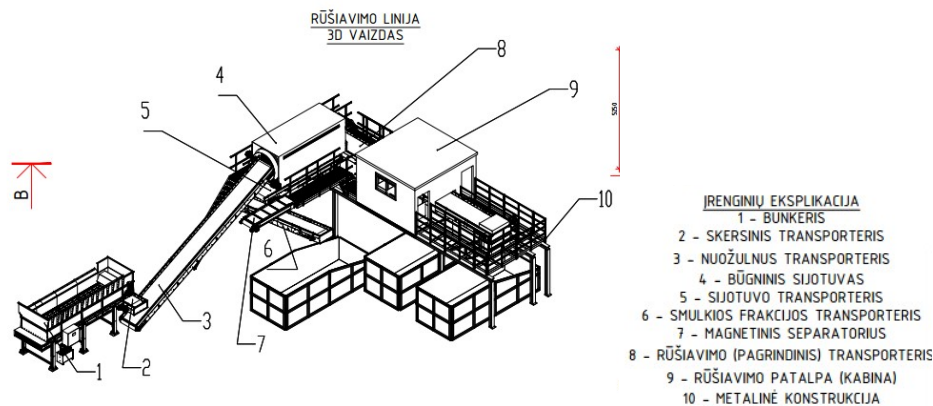 RŪŠIAVIMO LINIJA
3D VAIZDAS
8
4
9
5
5250
B
10
6
3
7
2
1
ĮRENGINIŲ EKSPLIKACIJA
1 - BUNKERIS
2 - SKERSINIS TRANSPORTERIS
3 - NUOŽULNUS TRANSPORTERIS
4 - BŪGNINIS SIJOTUVAS
5 - SIJOTUVO TRANSPORTERIS
6 - SMULKIOS FRAKCIJOS TRANSPORTERIS
7 - MAGNETINIS SEPARATORIUS
8 - RŪŠIAVIMO (PAGRINDINIS) TRANSPORTERIS
9 - RŪŠIAVIMO PATALPA (KABINA)
10 - METALINĖ KONSTRUKCIJA